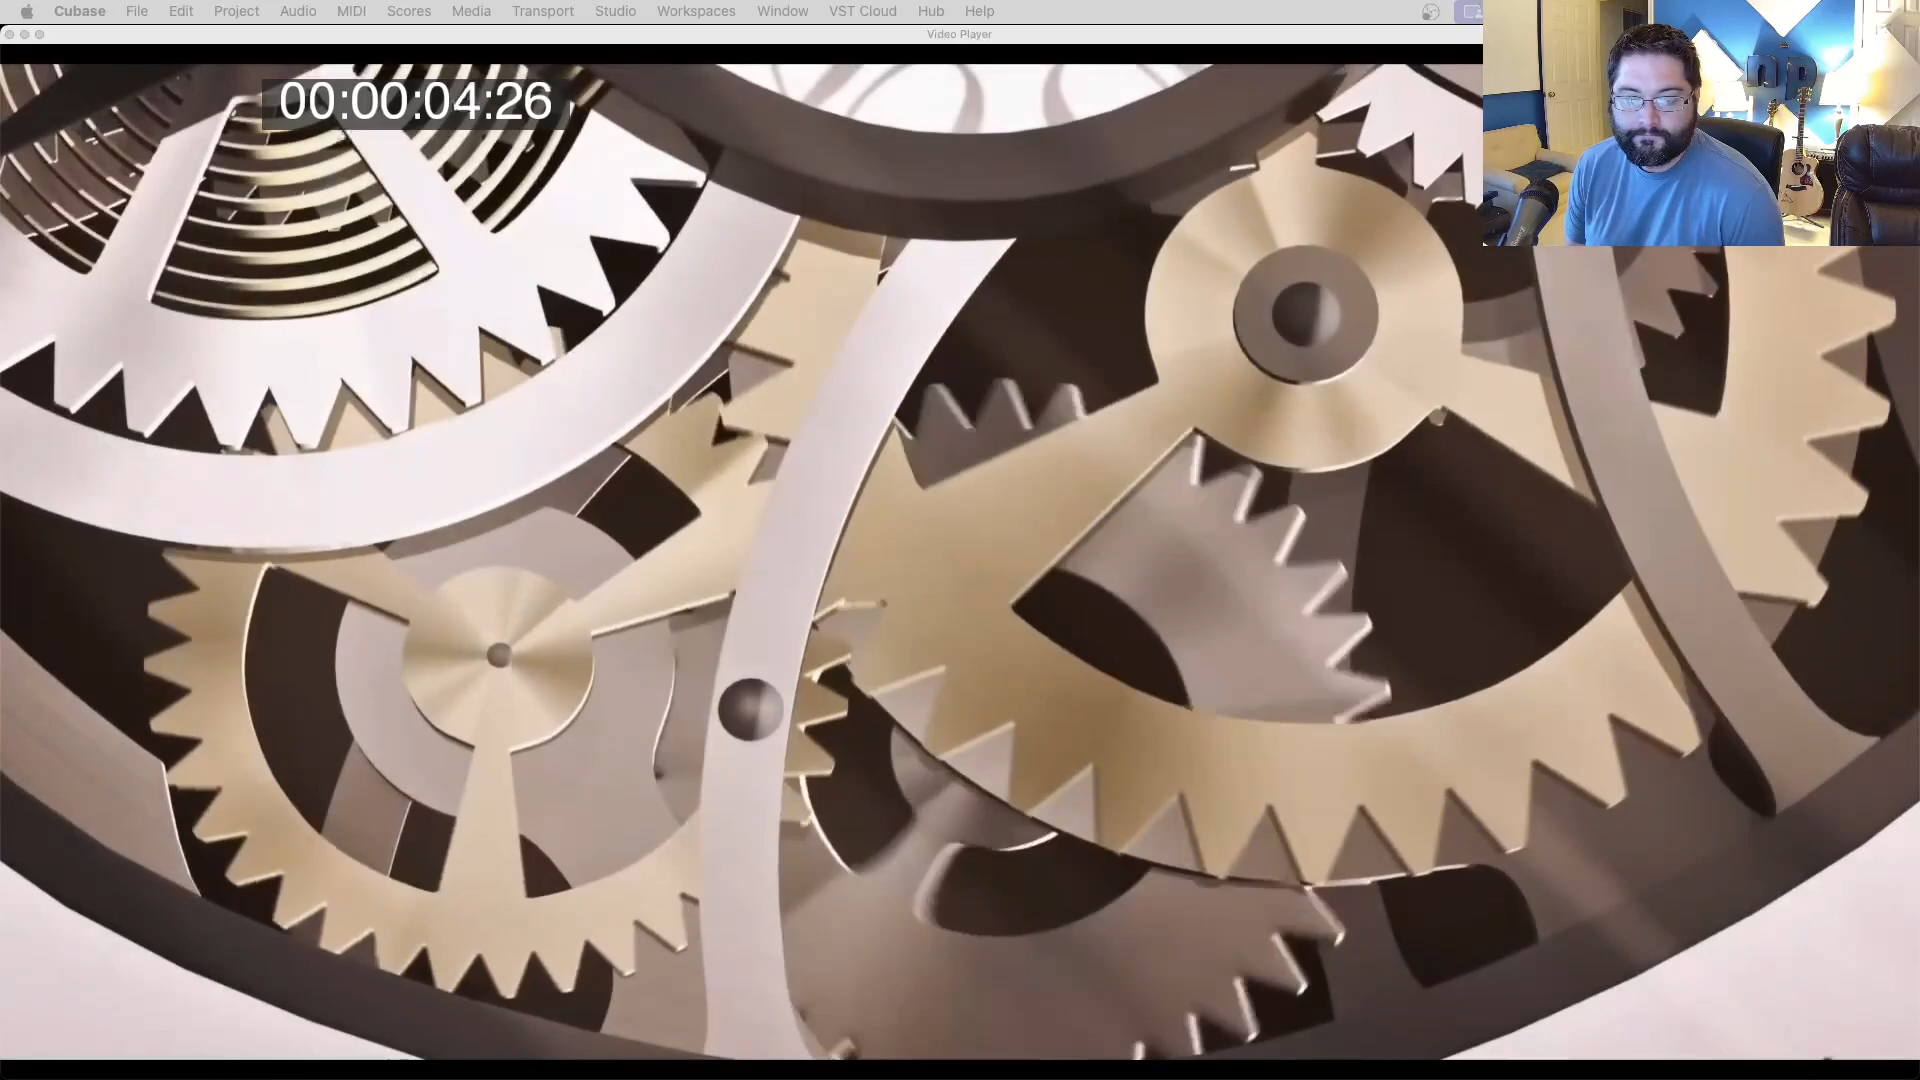 Cubase File Edit Project Audio MIDI Scores Media Transport Studio Workspaces Window VST Cloud Hub Help
Video Player
00:00:04:26
np